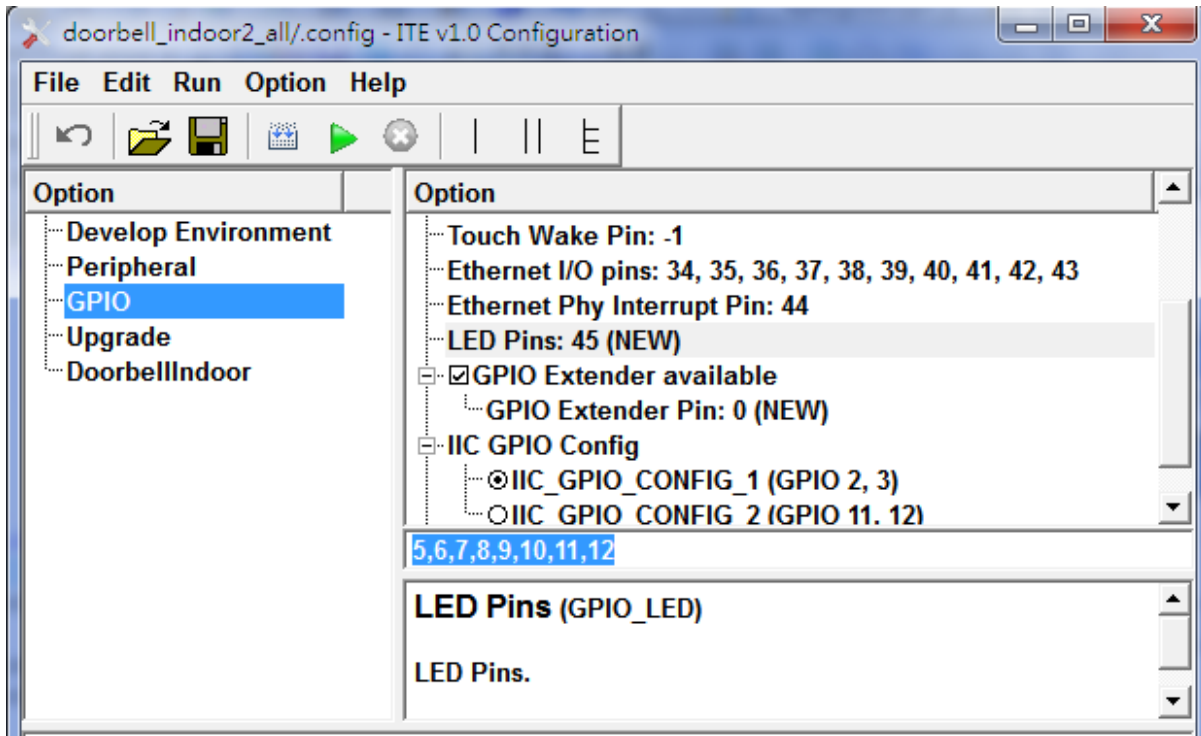 doorbell_indoor2_all/.config - ITE v1.0 Configuration
File Edit Run Option Help
Option
Develop Environment
Peripheral
GPIO
Upgrade
DoorbellIndoor
Option
Touch Wake Pin: -1
Ethernet I/O pins: 34, 35, 36, 37, 38, 39, 40, 41, 42, 43
Ethernet Phy Interrupt Pin: 44
LED Pins: 45 (NEW)
GPIO Extender available
GPIO Extender Pin: 0 (NEW)
IIC GPIO Config
IIC_GPIO_CONFIG_1 (GPIO 2, 3)
IIC_GPIO_CONFIG_2 (GPIO 11, 12)
5,6,7,8,9,10,11,12
LED Pins (GPIO_LED)
LED Pins.